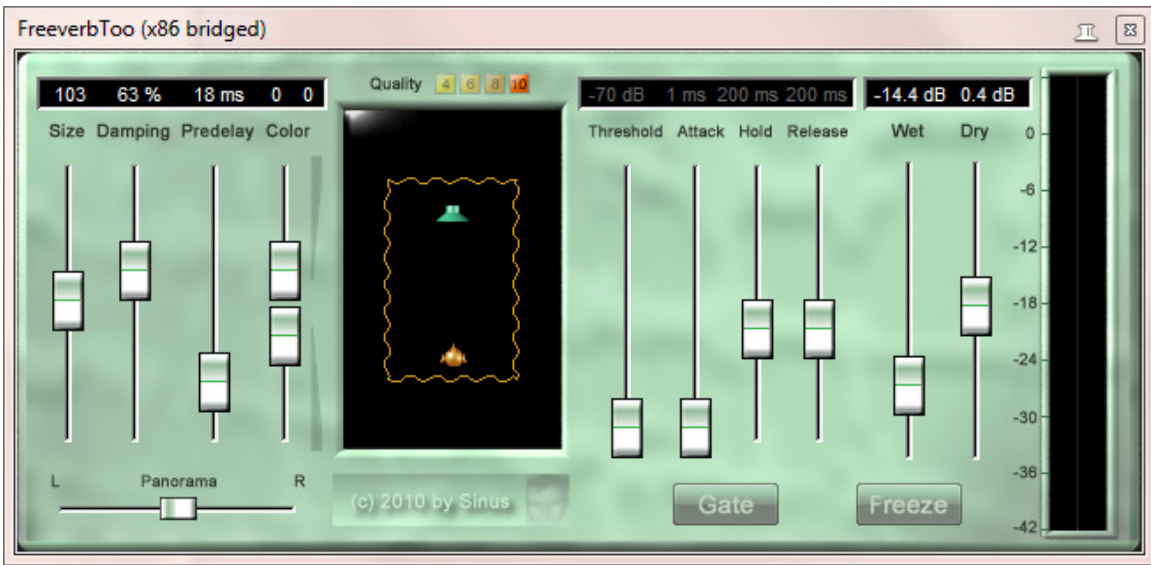 FreeverbToo (x86 bridged)
103 63 % 18 ms 0 0
Size Damping Predelay Color
Quality 4 6 8 10
-70 dB 1 ms 200 ms 200 ms
Threshold Attack Hold Release
-14.4 dB 0.4 dB
Wet Dry
0
-6
-12
-18
-24
-30
-36
-42
L Panorama R
(c) 2010 by Sinus
Gate
Freeze